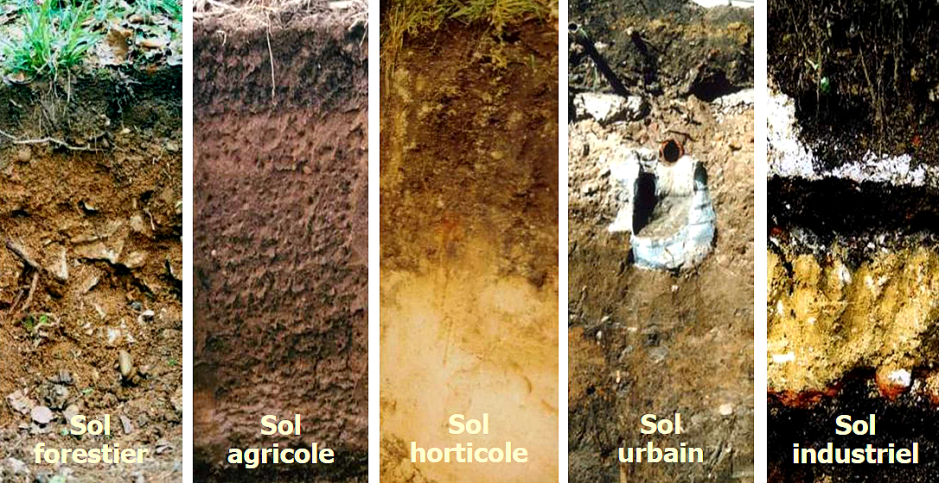 Sol
forestier
Sol
agricole
Sol
horticole
Sol
urbain
Sol
industriel